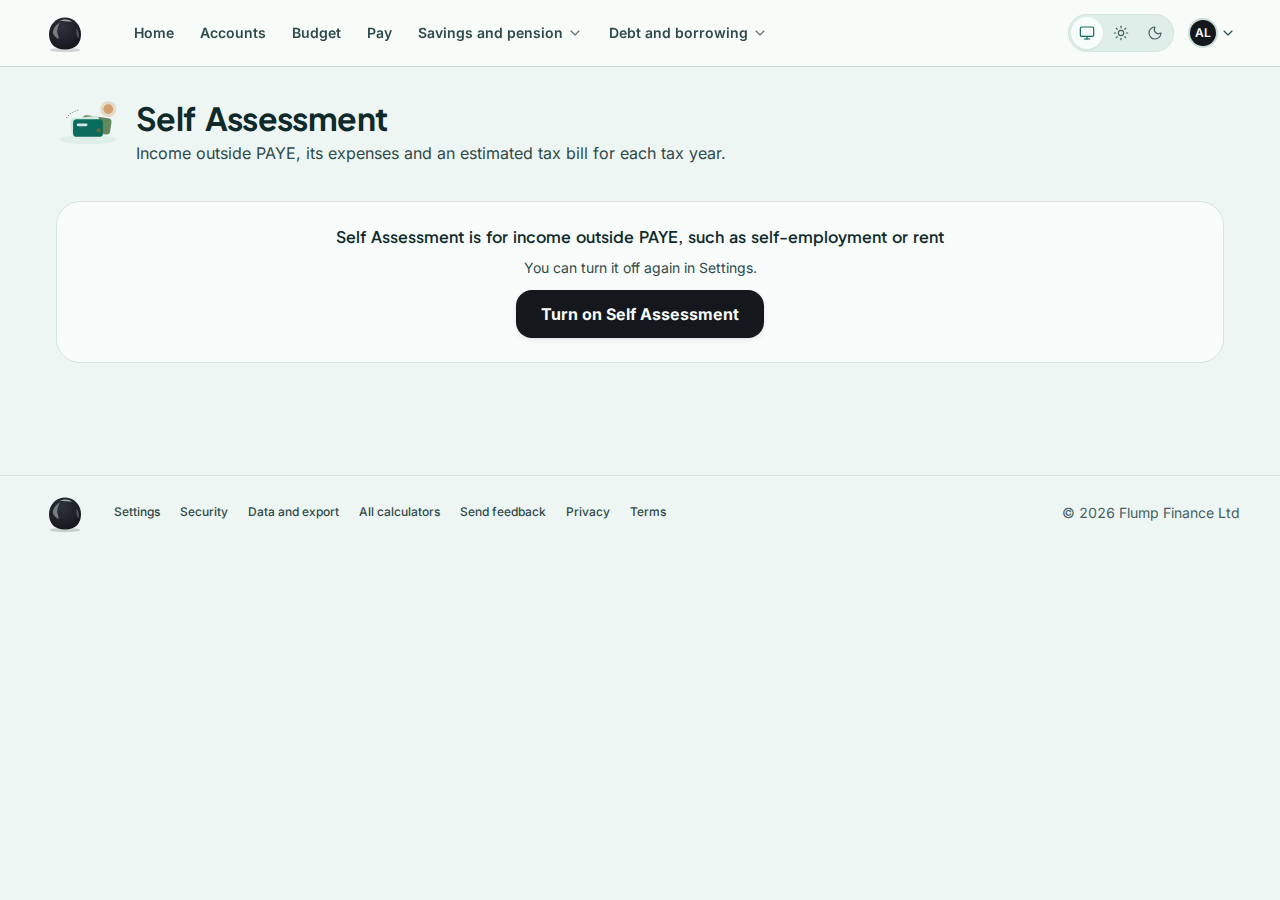 Home
Accounts
Budget
Pay
Savings and pension
Debt and borrowing
AL
Self Assessment
Income outside PAYE, its expenses and an estimated tax bill for each tax year.
Self Assessment is for income outside PAYE, such as self-employment or rent
You can turn it off again in Settings.
Turn on Self Assessment
Settings
Security
Data and export
All calculators
Send feedback
Privacy
Terms
© 2026 Flump Finance Ltd